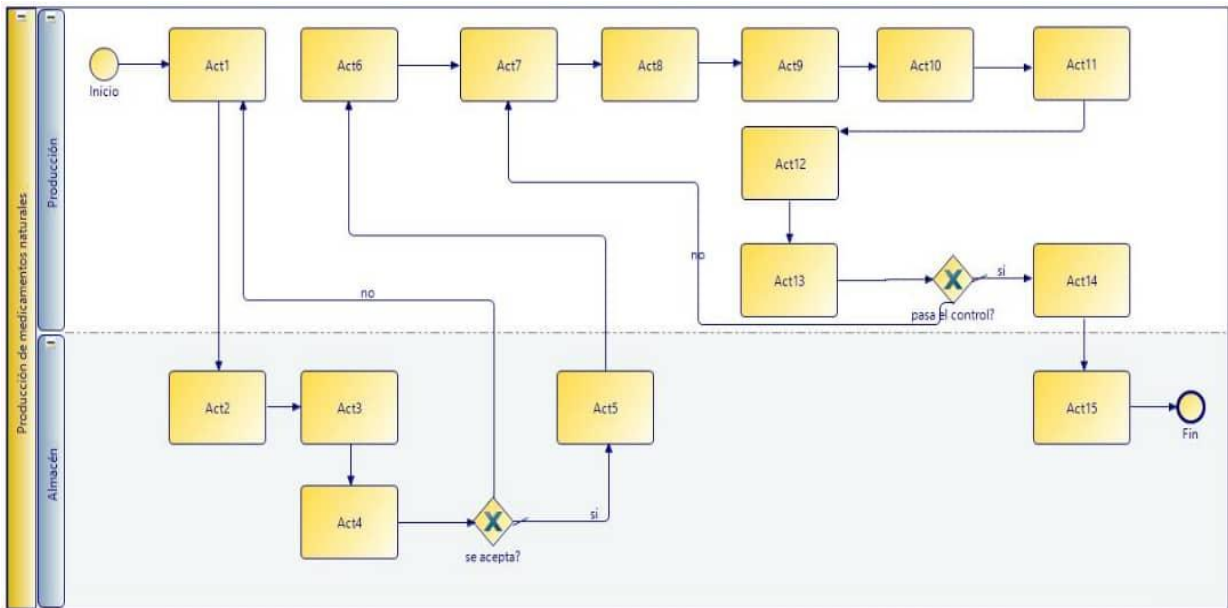 Producción de medicamentos naturales
Producción
Inicio
Act1
Act6
Act7
Act8
Act9
Act10
Act11
Act12
Act13
no
pasa el control?
si
Act14
no
Almacén
Act2
Act3
Act4
se acepta?
si
Act5
Act15
Fin